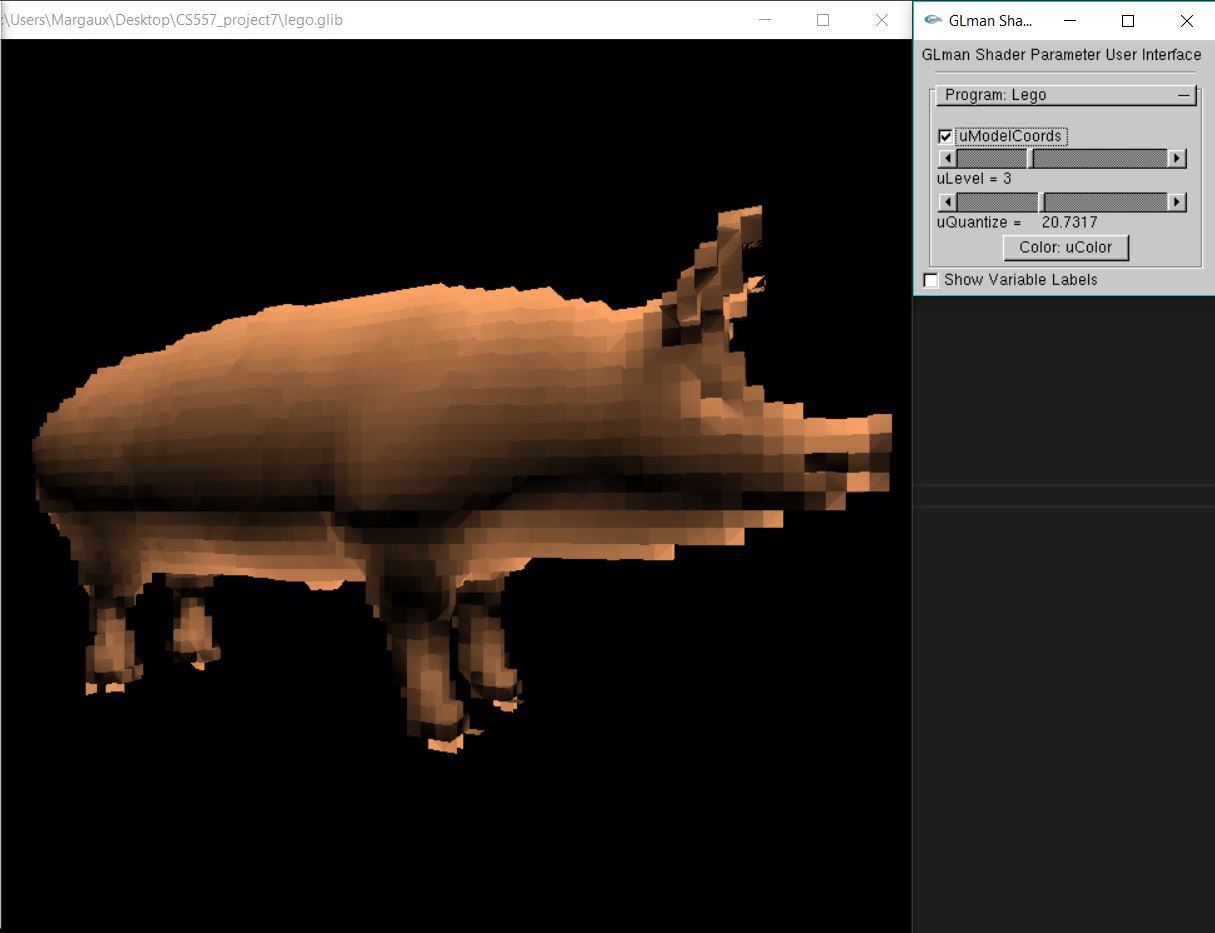 :\Users\Margaux\Desktop\CS557_project7\lego.glib
GLman Sha...
GLman Shader Parameter User Interface
Program: Lego
uModelCoords
uLevel = 3
uQuantize = 20.7317
Color: uColor
Show Variable Labels